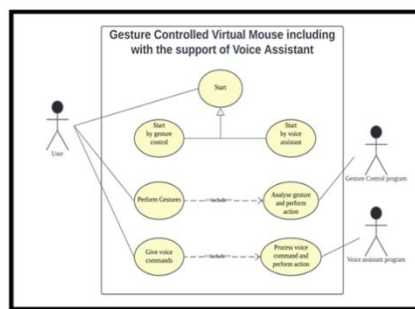 Gesture Controlled Virtual Mouse including
with the support of Voice Assistant
Start
Start
by gesture
control
Start
by voice
assistant
User
Gesture Control program
Perform Gestures
include
Analyse gesture
and perform
action
Voice assistant program
Give voice
commands
include
Process voice
command and
perform action